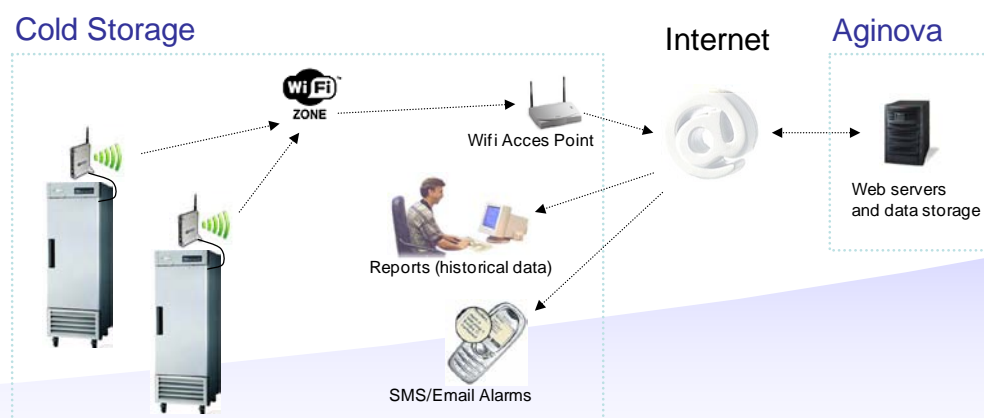 Cold Storage
Internet
Aginova
WiFi
ZONE
Wifi Acces Point
Web servers
and data storage
Reports (historical data)
SMS/Email Alarms